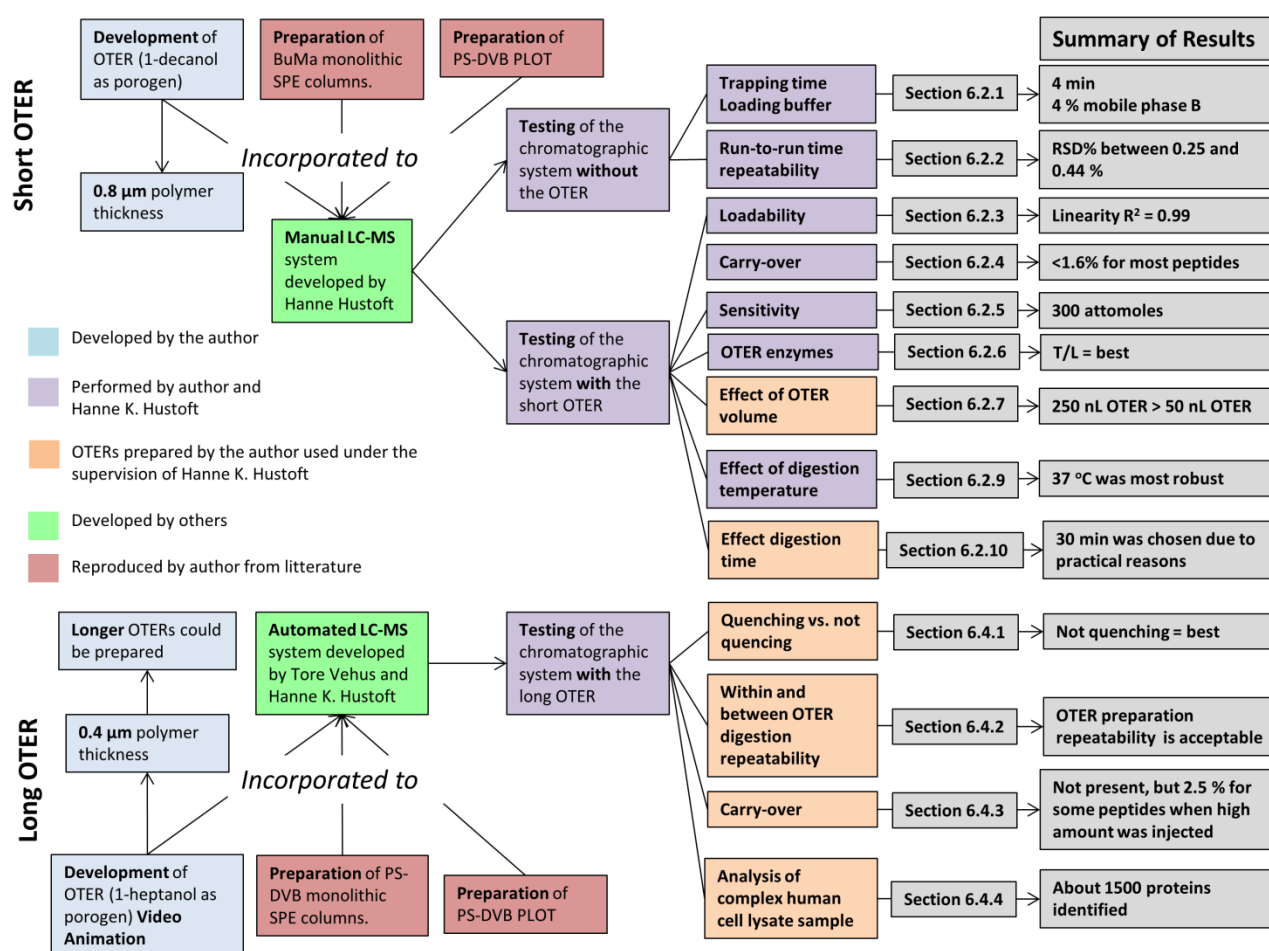 Short OTER
Development of
OTER (1-decanol
as porogen)
Preparation of
BuMa monolithic
SPE columns.
Preparation of
PS-DVB PLOT
Incorporated to
0.8 µm polymer
thickness
Manual LC-MS
system
developed by
Hanne Hustoft
Testing of the
chromatographic
system without
the OTER
Testing of the
chromatographic
system with the
short OTER
Summary of Results
Trapping time
Loading buffer
Section 6.2.1
4 min
4 % mobile phase B
Run-to-run time
repeatability
Section 6.2.2
RSD% between 0.25 and
0.44 %
Loadability
Section 6.2.3
Linearity R² = 0.99
Carry-over
Section 6.2.4
<1.6% for most peptides
Sensitivity
Section 6.2.5
300 attomoles
OTER enzymes
Section 6.2.6
T/L = best
Effect of OTER
volume
Section 6.2.7
250 nL OTER > 50 nL OTER
Effect of digestion
temperature
Section 6.2.9
37 °C was most robust
Effect digestion
time
Section 6.2.10
30 min was chosen due to
practical reasons
Developed by the author
Performed by author and
Hanne K. Hustoft
OTERs prepared by the author used under the
supervision of Hanne K. Hustoft
Developed by others
Reproduced by author from litterature
Long OTER
Longer OTERs could
be prepared
0.4 µm polymer
thickness
Development of
OTER (1-heptanol as
porogen) Video
Animation
Automated LC-MS
system developed
by Tore Vehus and
Hanne K. Hustoft
Incorporated to
Preparation of PS-
DVB monolithic
SPE columns.
Preparation of
PS-DVB PLOT
Testing of the
chromatographic
system with the
long OTER
Quenching vs. not
quencing
Section 6.4.1
Not quenching = best
Within and
between OTER
digestion
repeatability
Section 6.4.2
OTER preparation
repeatability is acceptable
Carry-over
Section 6.4.3
Not present, but 2.5 % for
some peptides when high
amount was injected
Analysis of
complex human
cell lysate sample
Section 6.4.4
About 1500 proteins
identified